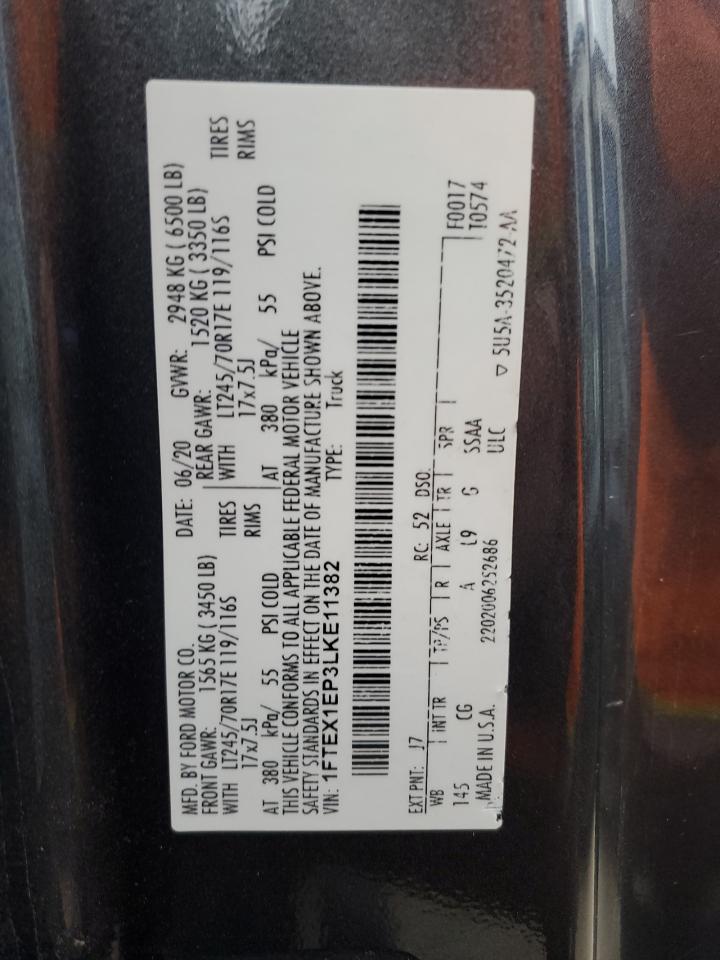 MFD. BY FORD MOTOR CO.
DATE: 06/20 GVWR: 2948 KG ( 6500 LB)
FRONT GAWR: 1565 KG ( 3450 LB) REAR GAWR: 1520 KG ( 3350 LB)
WITH LT245/70R17E 119/116S TIRES WITH LT245/70R17E 119/116S TIRES
17x7.5J RIMS 17x7.5J RIMS
AT 380 kPa/ 55 PSI COLD AT 380 kPa/ 55 PSI COLD
THIS VEHICLE CONFORMS TO ALL APPLICABLE FEDERAL MOTOR VEHICLE
SAFETY STANDARDS IN EFFECT ON THE DATE OF MANUFACTURE SHOWN ABOVE.
VIN: 1FTEX1EP3LKE11382 TYPE: Truck
EXT PNT: J7 RC: 52 DSO:
WB INT TR TP/PS R AXLE TR SPR F0017
145 CG A L9 G SSAA T0574
MADE IN U.S.A. 2202006252686 ULC
▽ 5U5A-3520472-AA